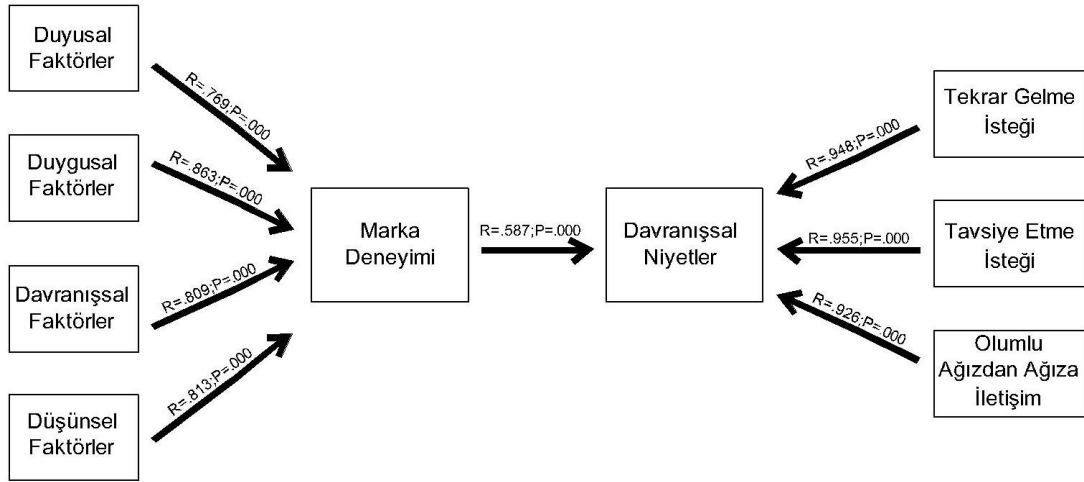 Duyusal
Faktörler
R=.769;P=.000
Duygusal
Faktörler
R=.863;P=.000
Davranışsal
Faktörler
R=.809;P=.000
Düşünsel
Faktörler
R=.813;P=.000
Marka
Deneyimi
R=.587;P=.000
Davranışsal
Niyetler
Tekrar Gelme
İsteği
R=.948;P=.000
Tavsiye Etme
İsteği
R=.955;P=.000
Olumlu
Ağızdan Ağıza
İletişim
R=.926;P=.000